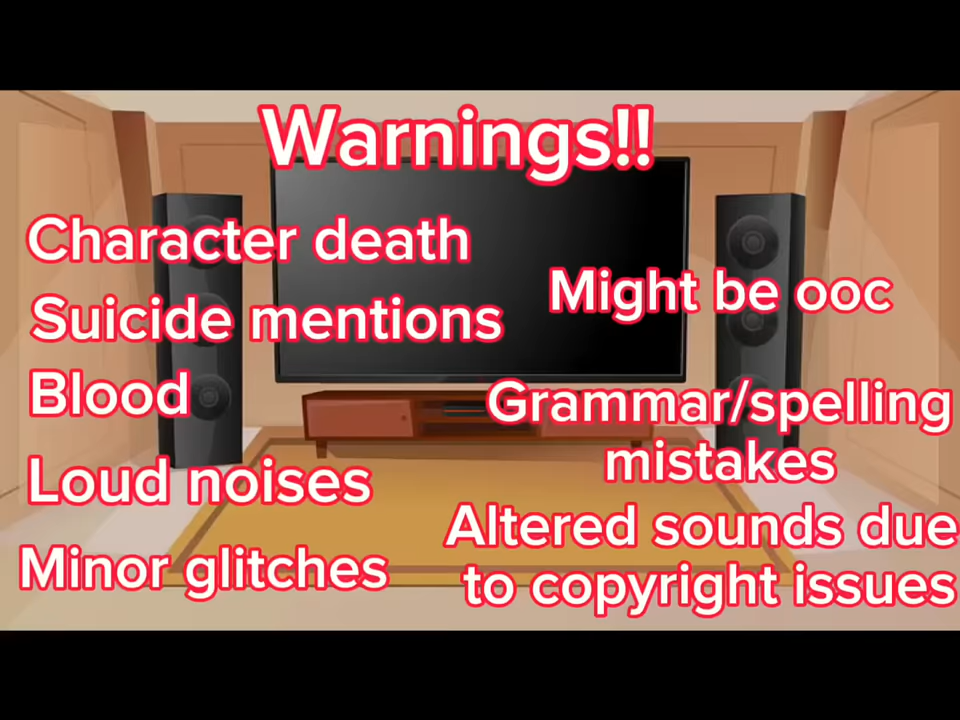 Warnings!!
Character death
Suicide mentions
Blood
Loud noises
Minor glitches
Might be ooc
Grammar/spelling
mistakes
Altered sounds due
to copyright issues